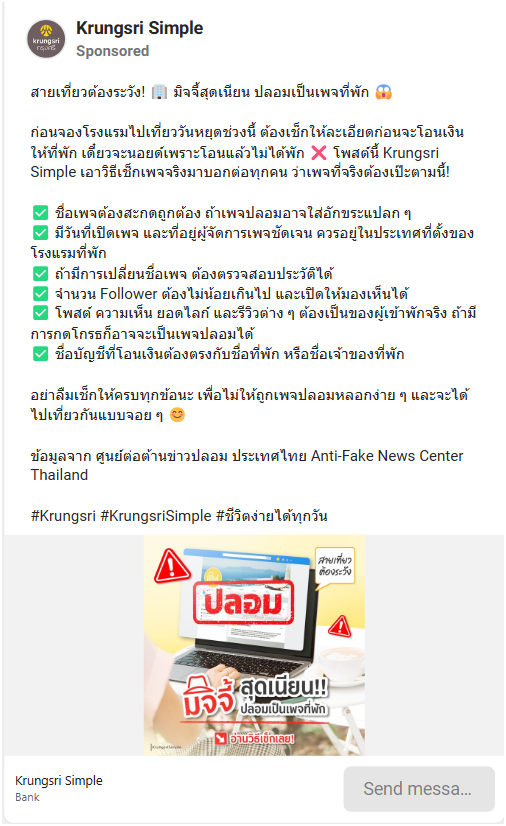 krungsri
กรุงศรี
Krungsri Simple
Sponsored
สายเที่ยวต้องระวัง! 🏢 มิจจี้สุดเนียน ปลอมเป็นเพจที่พัก 😱
ก่อนจองโรงแรมไปเที่ยววันหยุดช่วงนี้ ต้องเช็กให้ละเอียดก่อนจะโอนเงิน
ให้ที่พัก เดี๋ยวจะนอยด์เพราะโอนแล้วไม่ได้พัก ❌ โพสต์นี้ Krungsri
Simple เอาวิธีเช็กเพจจริงมาบอกต่อทุกคน ว่าเพจที่จริงต้องเป๊ะตามนี้!
✅ ชื่อเพจต้องสะกดถูกต้อง ถ้าเพจปลอมอาจใส่อักขระแปลก ๆ
✅ มีวันที่เปิดเพจ และที่อยู่ผู้จัดการเพจชัดเจน ควรอยู่ในประเทศที่ตั้งของ
โรงแรมที่พัก
✅ ถ้ามีการเปลี่ยนชื่อเพจ ต้องตรวจสอบประวัติได้
✅ จำนวน Follower ต้องไม่น้อยเกินไป และเปิดให้มองเห็นได้
✅ โพสต์ ความเห็น ยอดไลก์ และรีวิวต่าง ๆ ต้องเป็นของผู้เข้าพักจริง ถ้ามี
การกดโกรธก็อาจจะเป็นเพจปลอมได้
✅ ชื่อบัญชีที่โอนเงินต้องตรงกับชื่อที่พัก หรือชื่อเจ้าของที่พัก
อย่าลืมเช็กให้ครบทุกข้อนะ เพื่อไม่ให้ถูกเพจปลอมหลอกง่าย ๆ และจะได้
ไปเที่ยวกันแบบจอย ๆ 😊
ข้อมูลจาก ศูนย์ต่อต้านข่าวปลอม ประเทศไทย Anti-Fake News Center
Thailand
#Krungsri #KrungsriSimple #ชีวิตง่ายได้ทุกวัน
สายเที่ยว
ต้องระวัง
ปลอม
มิจจี้ สุดเนียน!!
ปลอมเป็นเพจที่พัก
อ่านวิธีเช็กเลย!
KrungsriSimple
Krungsri Simple
Bank
Send messa...